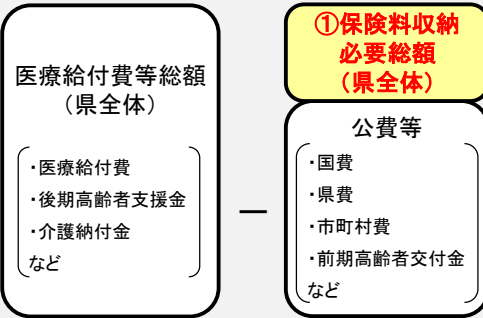 医療給付費等総額
（県全体）
・医療給付費
・後期高齢者支援金
・介護納付金
など
－
①保険料収納
必要総額
（県全体）
公費等
・国費
・県費
・市町村費
・前期高齢者交付金
など